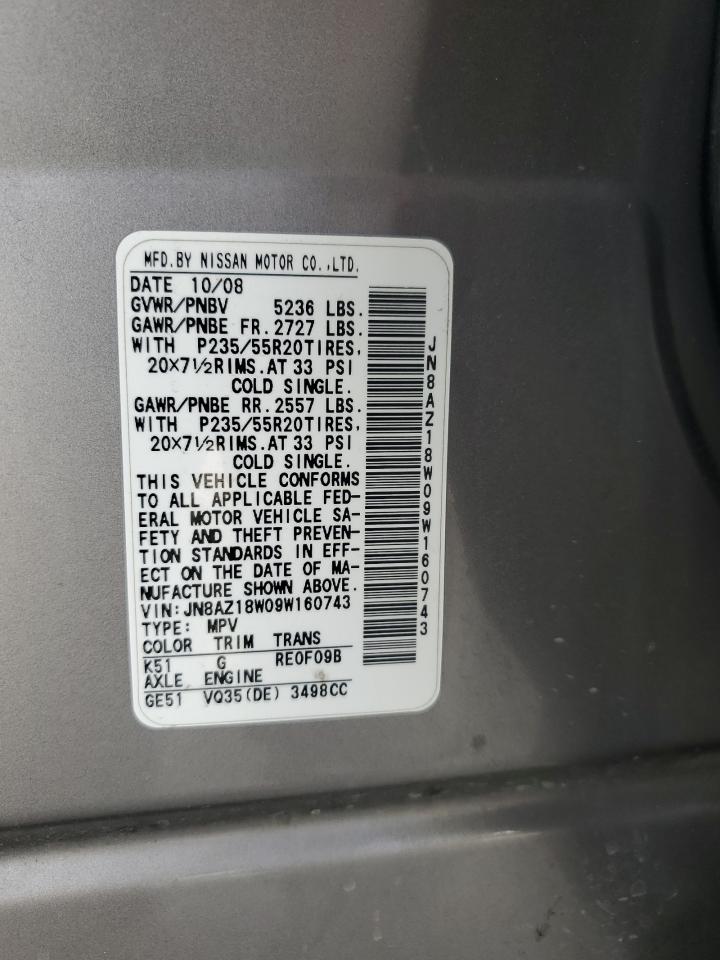 MFD.BY NISSAN MOTOR CO.,LTD.
DATE 10/08
GVWR/PNBV 5236 LBS.
GAWR/PNBE FR.2727 LBS.
WITH P235/55R20TIRES,
20×7½RIMS.AT 33 PSI
COLD SINGLE.
GAWR/PNBE RR.2557 LBS.
WITH P235/55R20TIRES,
20×7½RIMS.AT 33 PSI
COLD SINGLE.
THIS VEHICLE CONFORMS
TO ALL APPLICABLE FED-
ERAL MOTOR VEHICLE SA-
FETY AND THEFT PREVEN-
TION STANDARDS IN EFF-
ECT ON THE DATE OF MA-
NUFACTURE SHOWN ABOVE.
VIN:JN8AZ18W09W160743
TYPE: MPV
COLOR TRIM TRANS
K51 G RE0F09B
AXLE ENGINE
GE51 VQ35(DE) 3498CC
JN8AZ18W09W160743